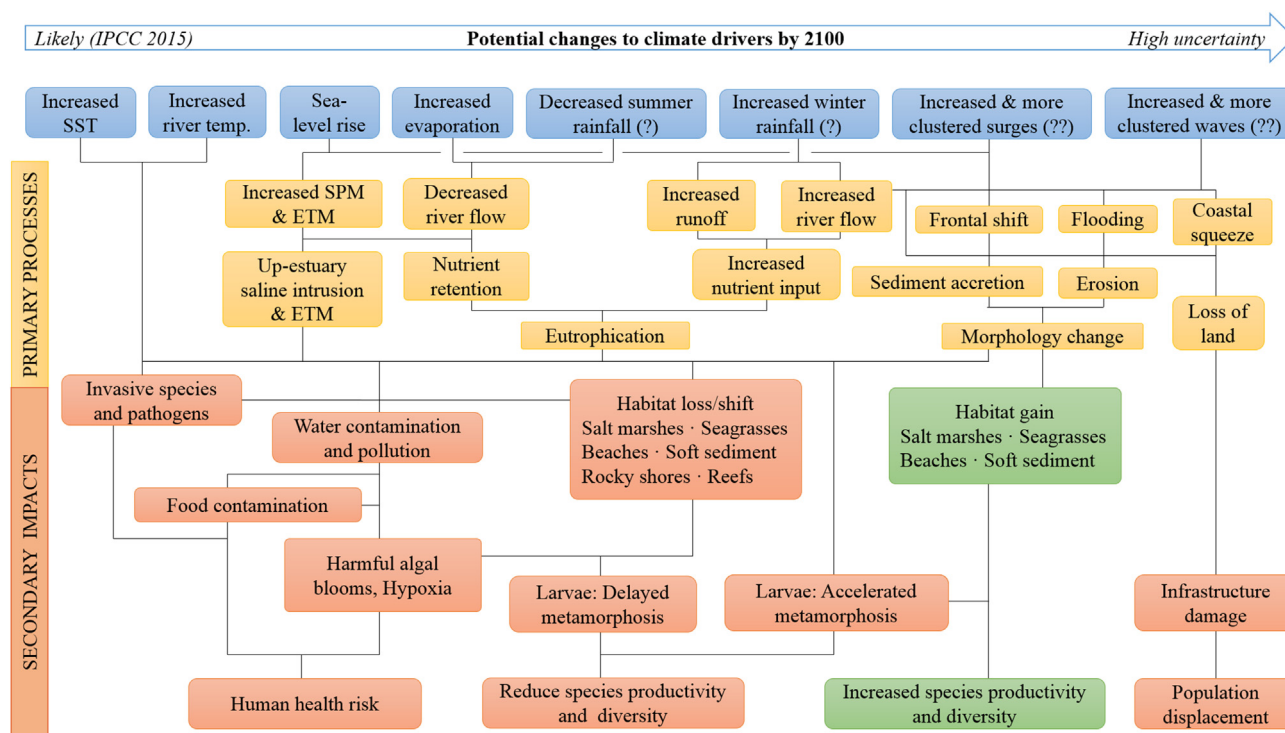 Likely (IPCC 2015)
Potential changes to climate drivers by 2100
High uncertainty
Increased
SST
Increased
river temp.
Sea-
level rise
Increased
evaporation
Decreased summer
rainfall (?)
Increased winter
rainfall (?)
Increased & more
clustered surges (??)
Increased & more
clustered waves (??)
PRIMARY PROCESSES
Increased SPM
& ETM
Decreased
river flow
Increased
runoff
Increased
river flow
Frontal shift
Flooding
Coastal
squeeze
Up-estuary
saline intrusion
& ETM
Nutrient
retention
Increased
nutrient input
Sediment accretion
Erosion
Eutrophication
Morphology change
Loss of
land
SECONDARY IMPACTS
Invasive species
and pathogens
Water contamination
and pollution
Habitat loss/shift
Salt marshes · Seagrasses
Beaches · Soft sediment
Rocky shores · Reefs
Habitat gain
Salt marshes · Seagrasses
Beaches · Soft sediment
Food contamination
Harmful algal
blooms, Hypoxia
Larvae: Delayed
metamorphosis
Larvae: Accelerated
metamorphosis
Infrastructure
damage
Human health risk
Reduce species productivity
and diversity
Increased species productivity
and diversity
Population
displacement